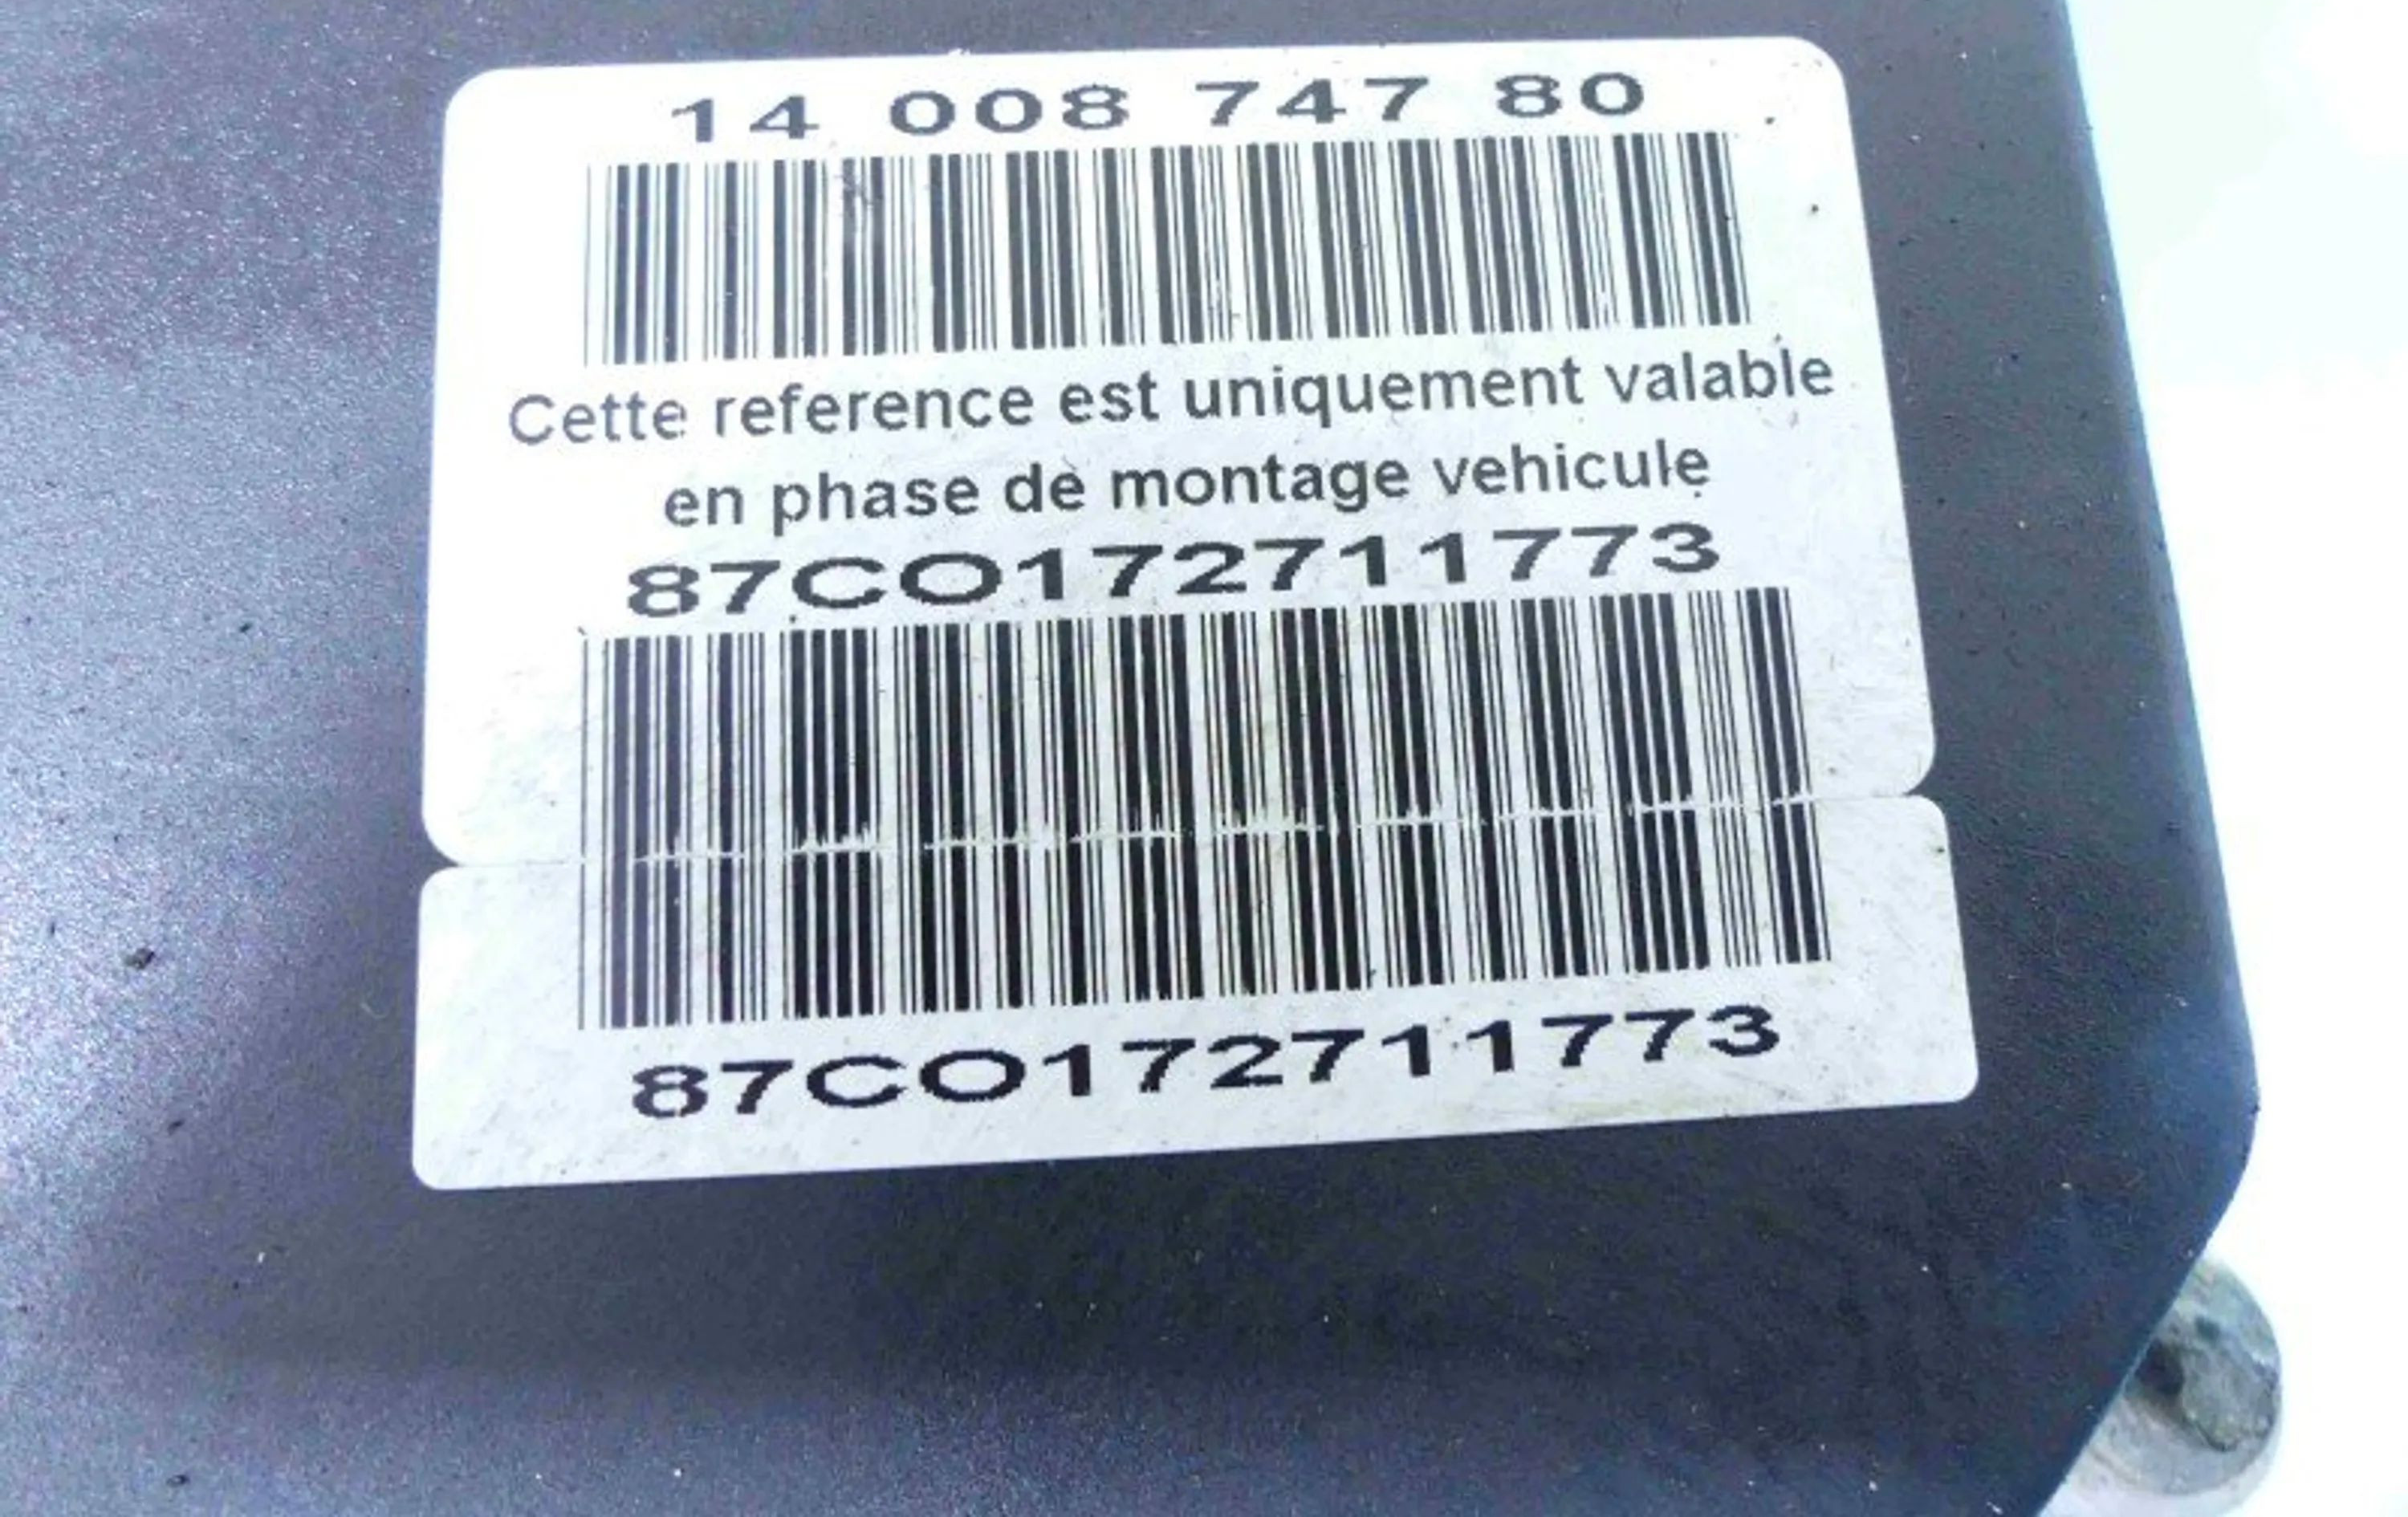 14 008 747 80
Cette reference est uniquement valable
en phase de montage vehicule
87CO172711773
87CO172711773